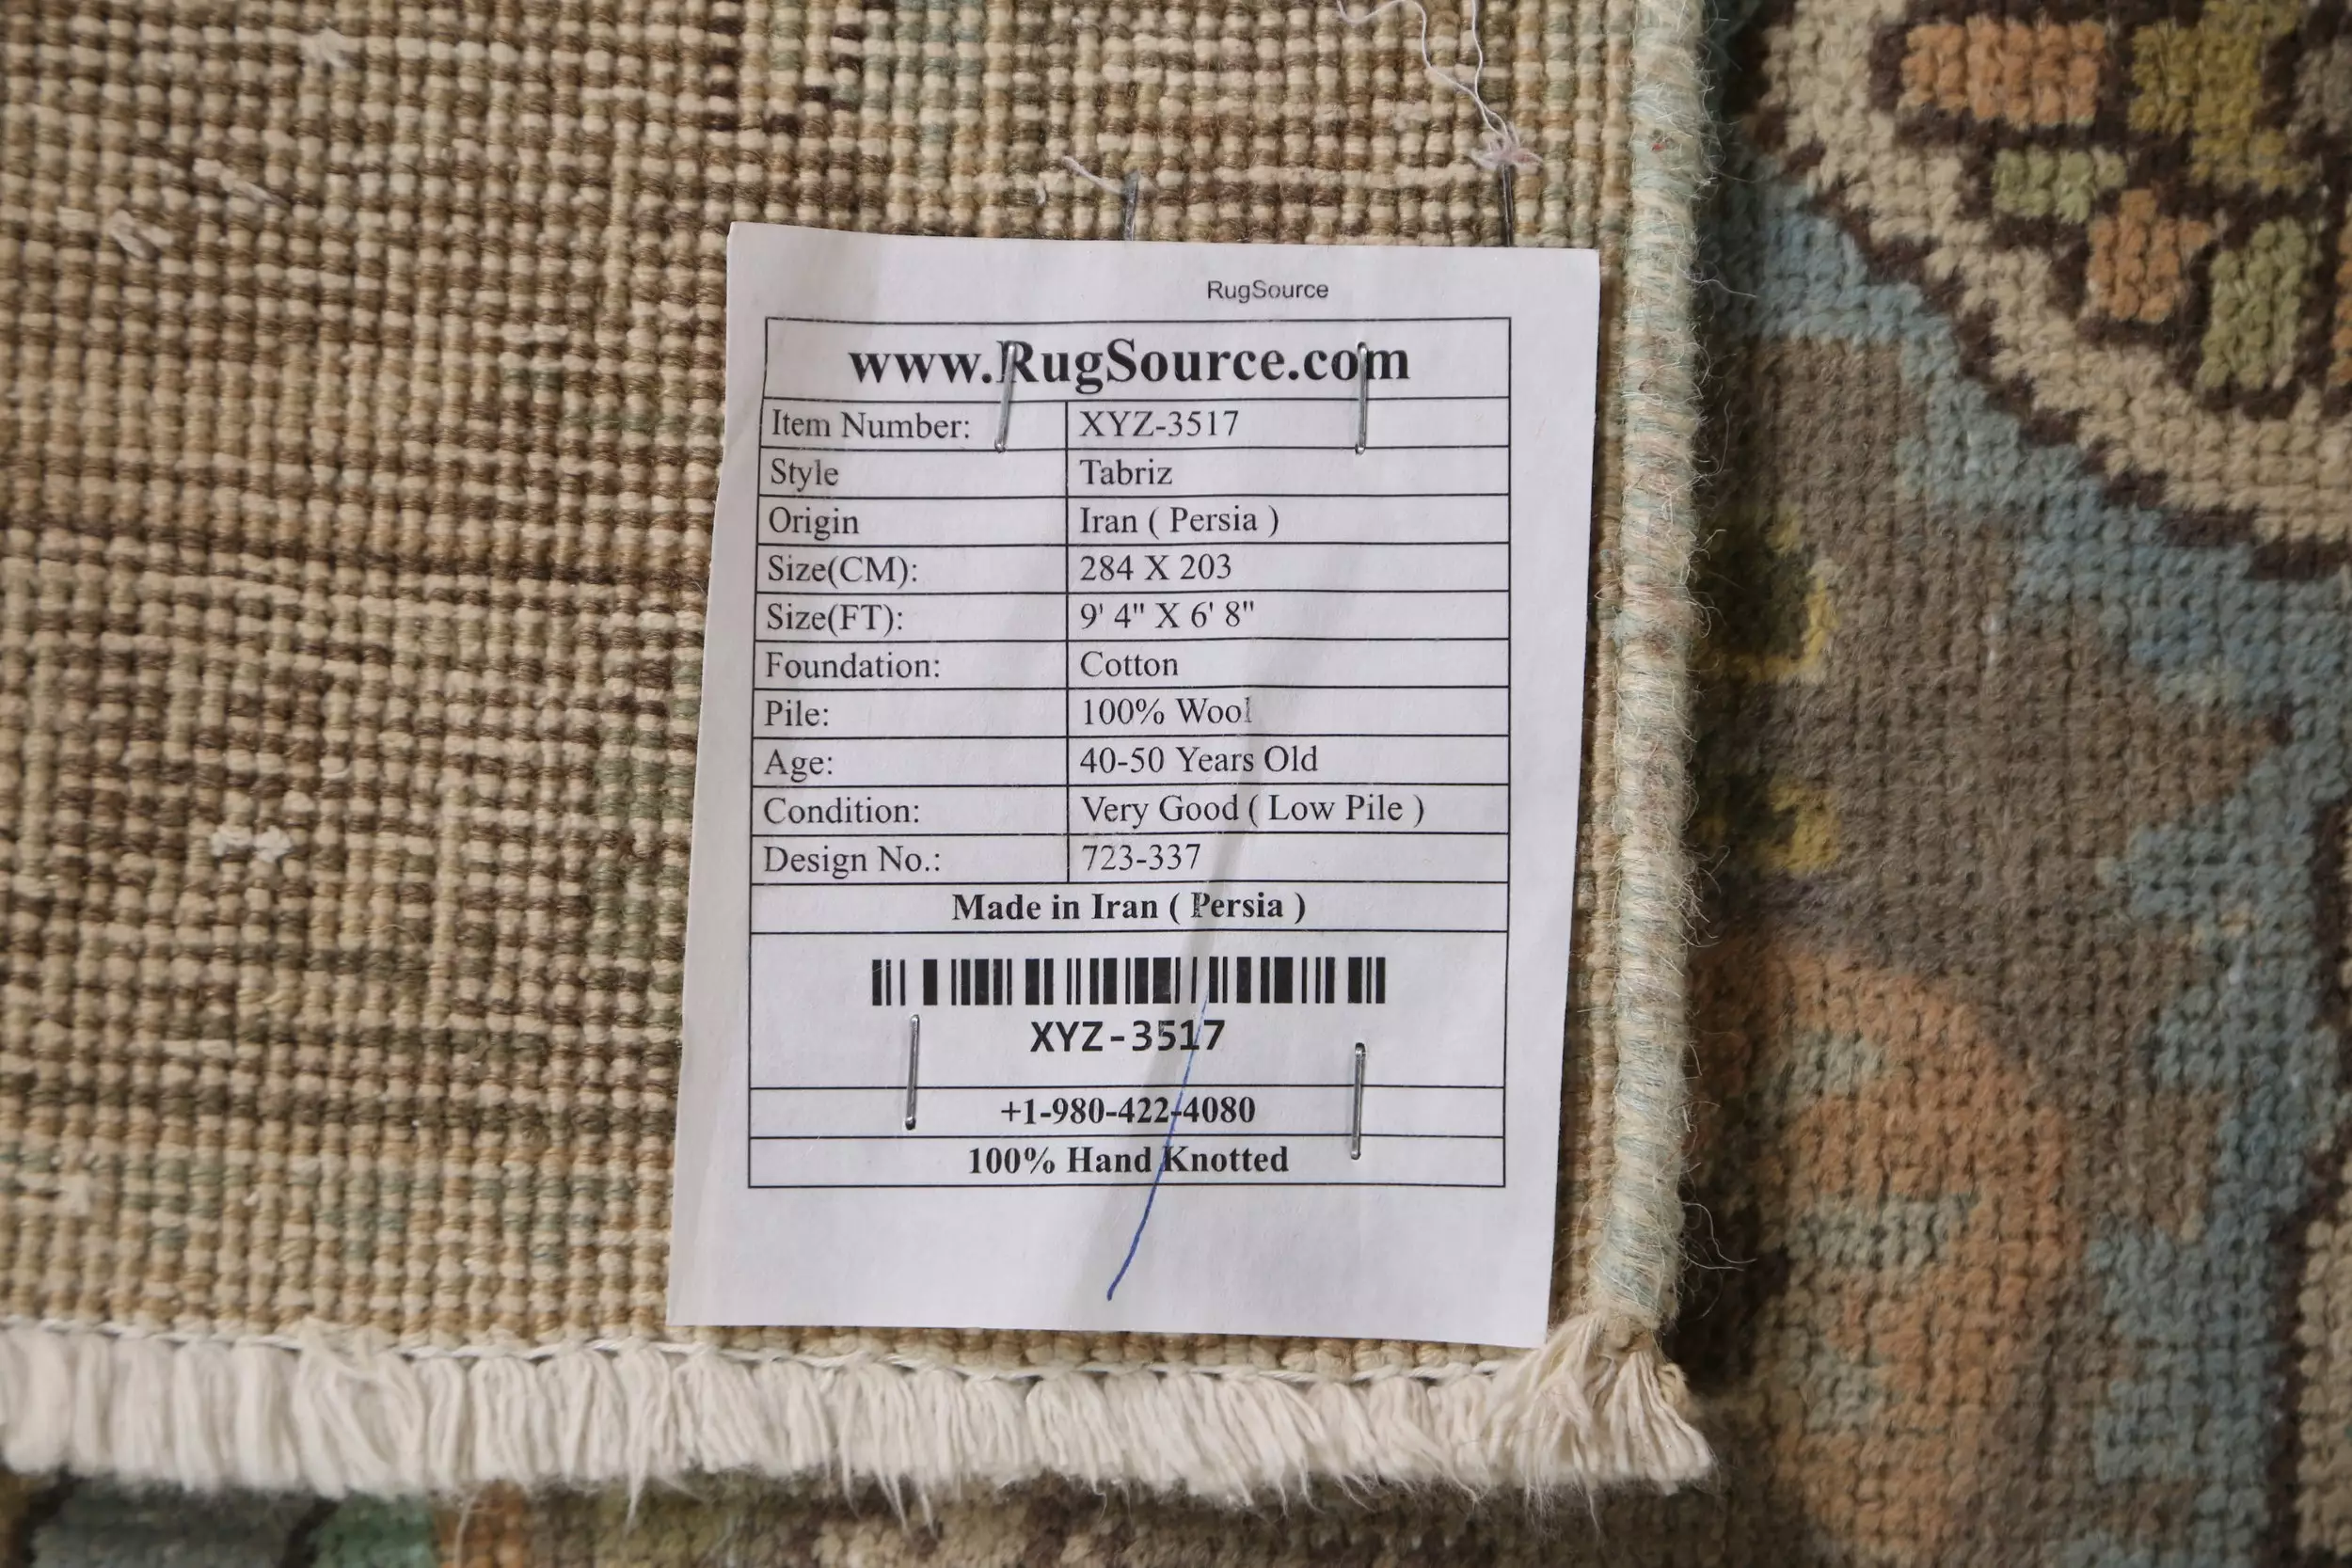 RugSource
www.RugSource.com
Item Number: XYZ-3517
Style Tabriz
Origin Iran ( Persia )
Size(CM): 284 X 203
Size(FT): 9' 4" X 6' 8"
Foundation: Cotton
Pile: 100% Wool
Age: 40-50 Years Old
Condition: Very Good ( Low Pile )
Design No.: 723-337
Made in Iran ( Persia )
XYZ-3517
+1-980-422-4080
100% Hand Knotted